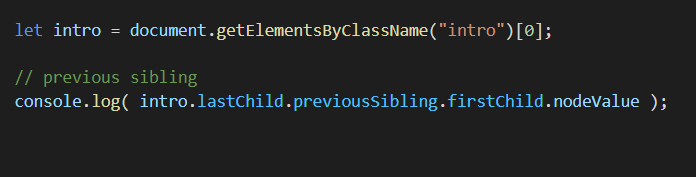 let intro = document.getElementsByClassName("intro")[0];
// previous sibling
console.log( intro.lastChild.previousSibling.firstChild.nodeValue );